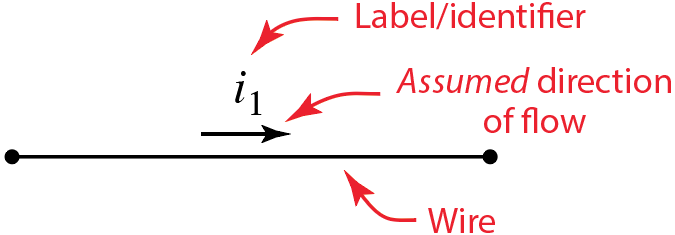 Label/identifier
i1
Assumed direction
of flow
Wire